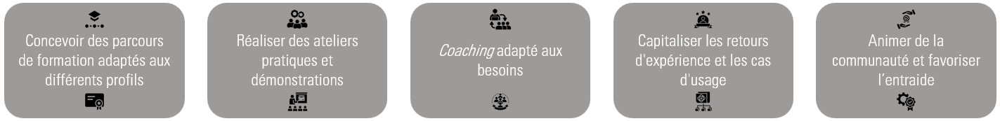 Concevoir des parcours
de formation adaptés aux
différents profils
Réaliser des ateliers
pratiques et
démonstrations
Coaching adapté aux
besoins
Capitaliser les retours
d'expérience et les cas
d'usage
Animer de la
communauté et favoriser
l’entraide